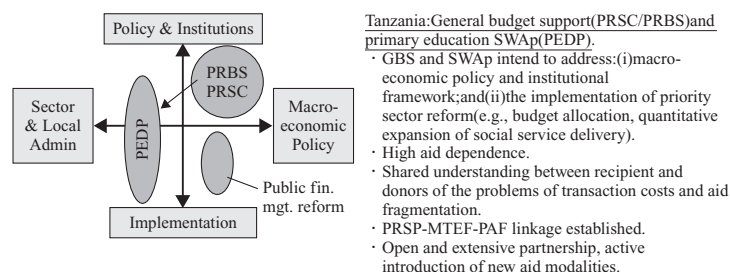 Policy & Institutions
PRBS
PRSC
Sector
& Local
Admin
PEDP
Macro-
economic
Policy
Public fin.
mgt. reform
Implementation
Tanzania:General budget support(PRSC/PRBS)and
primary education SWAp(PEDP).
· GBS and SWAp intend to address:(i)macro-
economic policy and institutional
framework;and(ii)the implementation of priority
sector reform(e.g., budget allocation, quantitative
expansion of social service delivery).
· High aid dependence.
· Shared understanding between recipient and
donors of the problems of transaction costs and aid
fragmentation.
· PRSP-MTEF-PAF linkage established.
· Open and extensive partnership, active
introduction of new aid modalities.